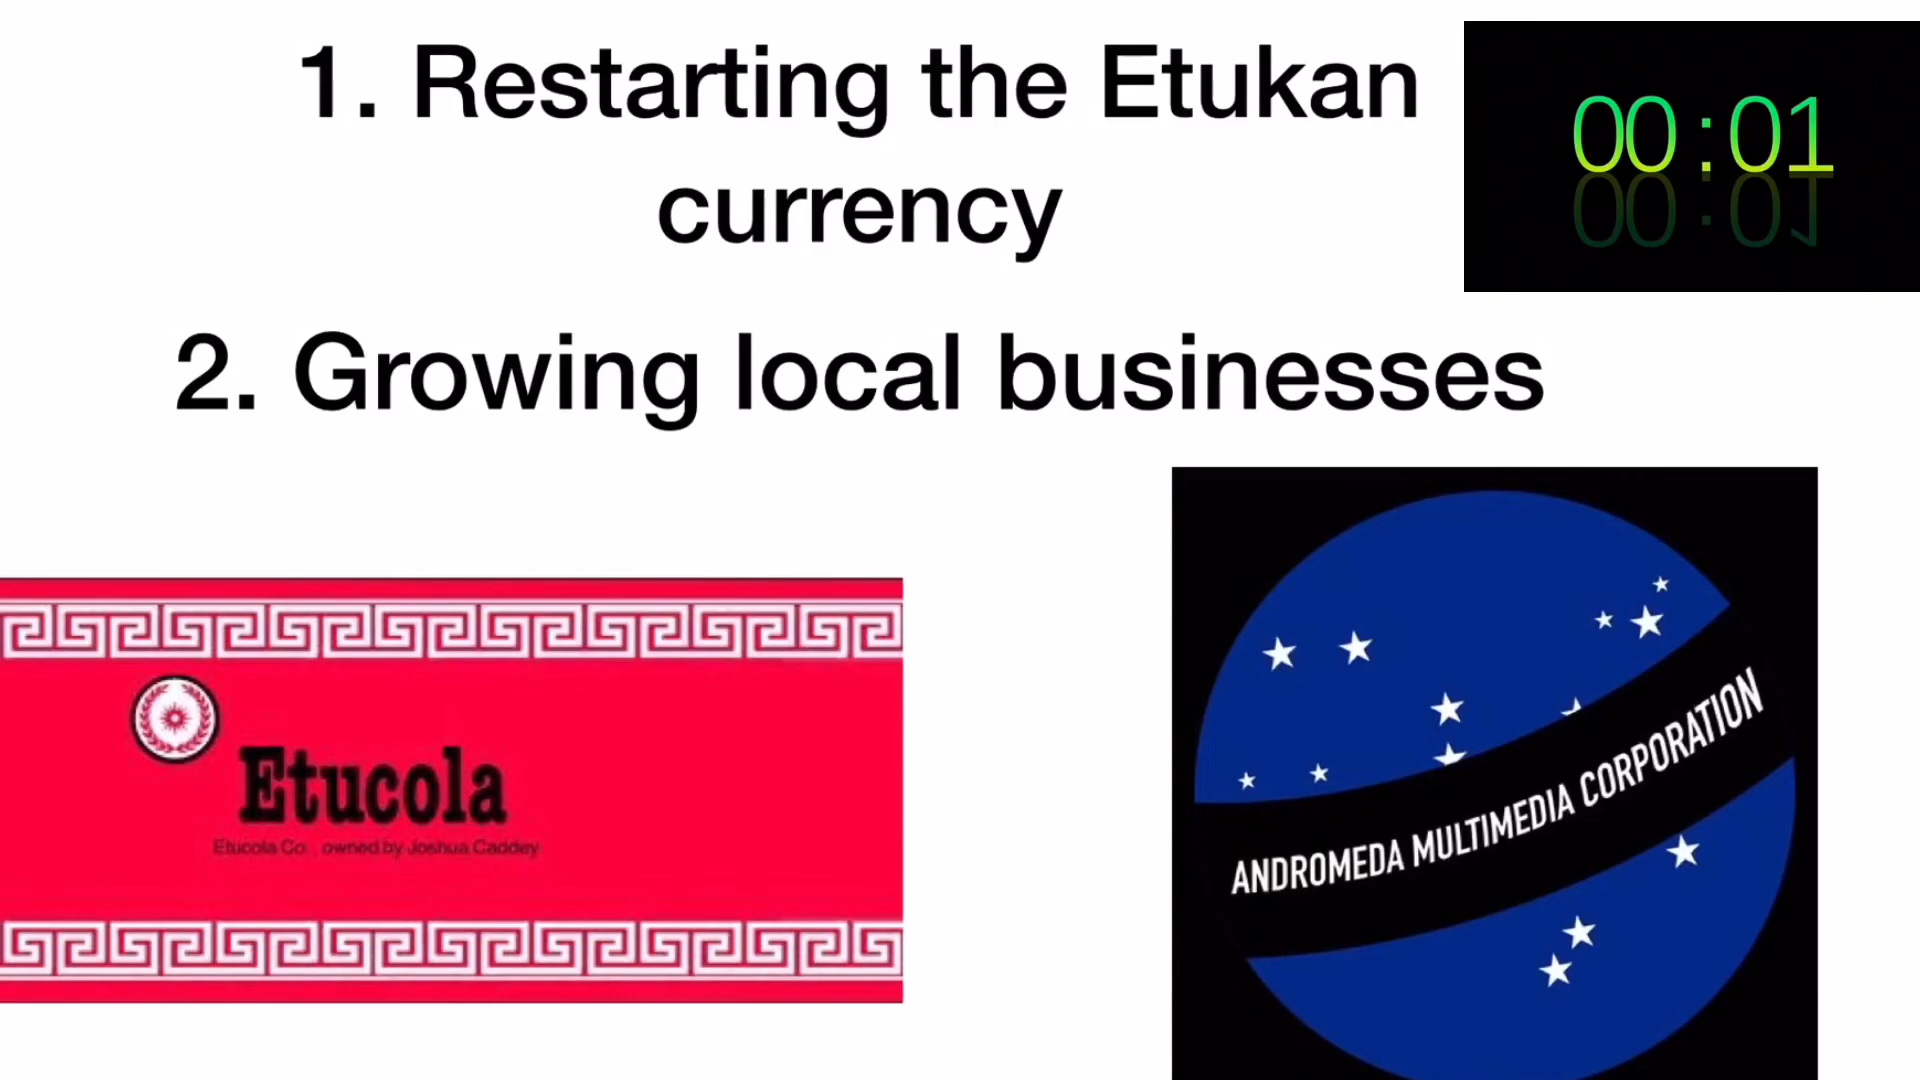 1. Restarting the Etukan
currency
00:01
2. Growing local businesses
Etucola
Etucola Co., owned by Joshua Caddey
ANDROMEDA MULTIMEDIA CORPORATION